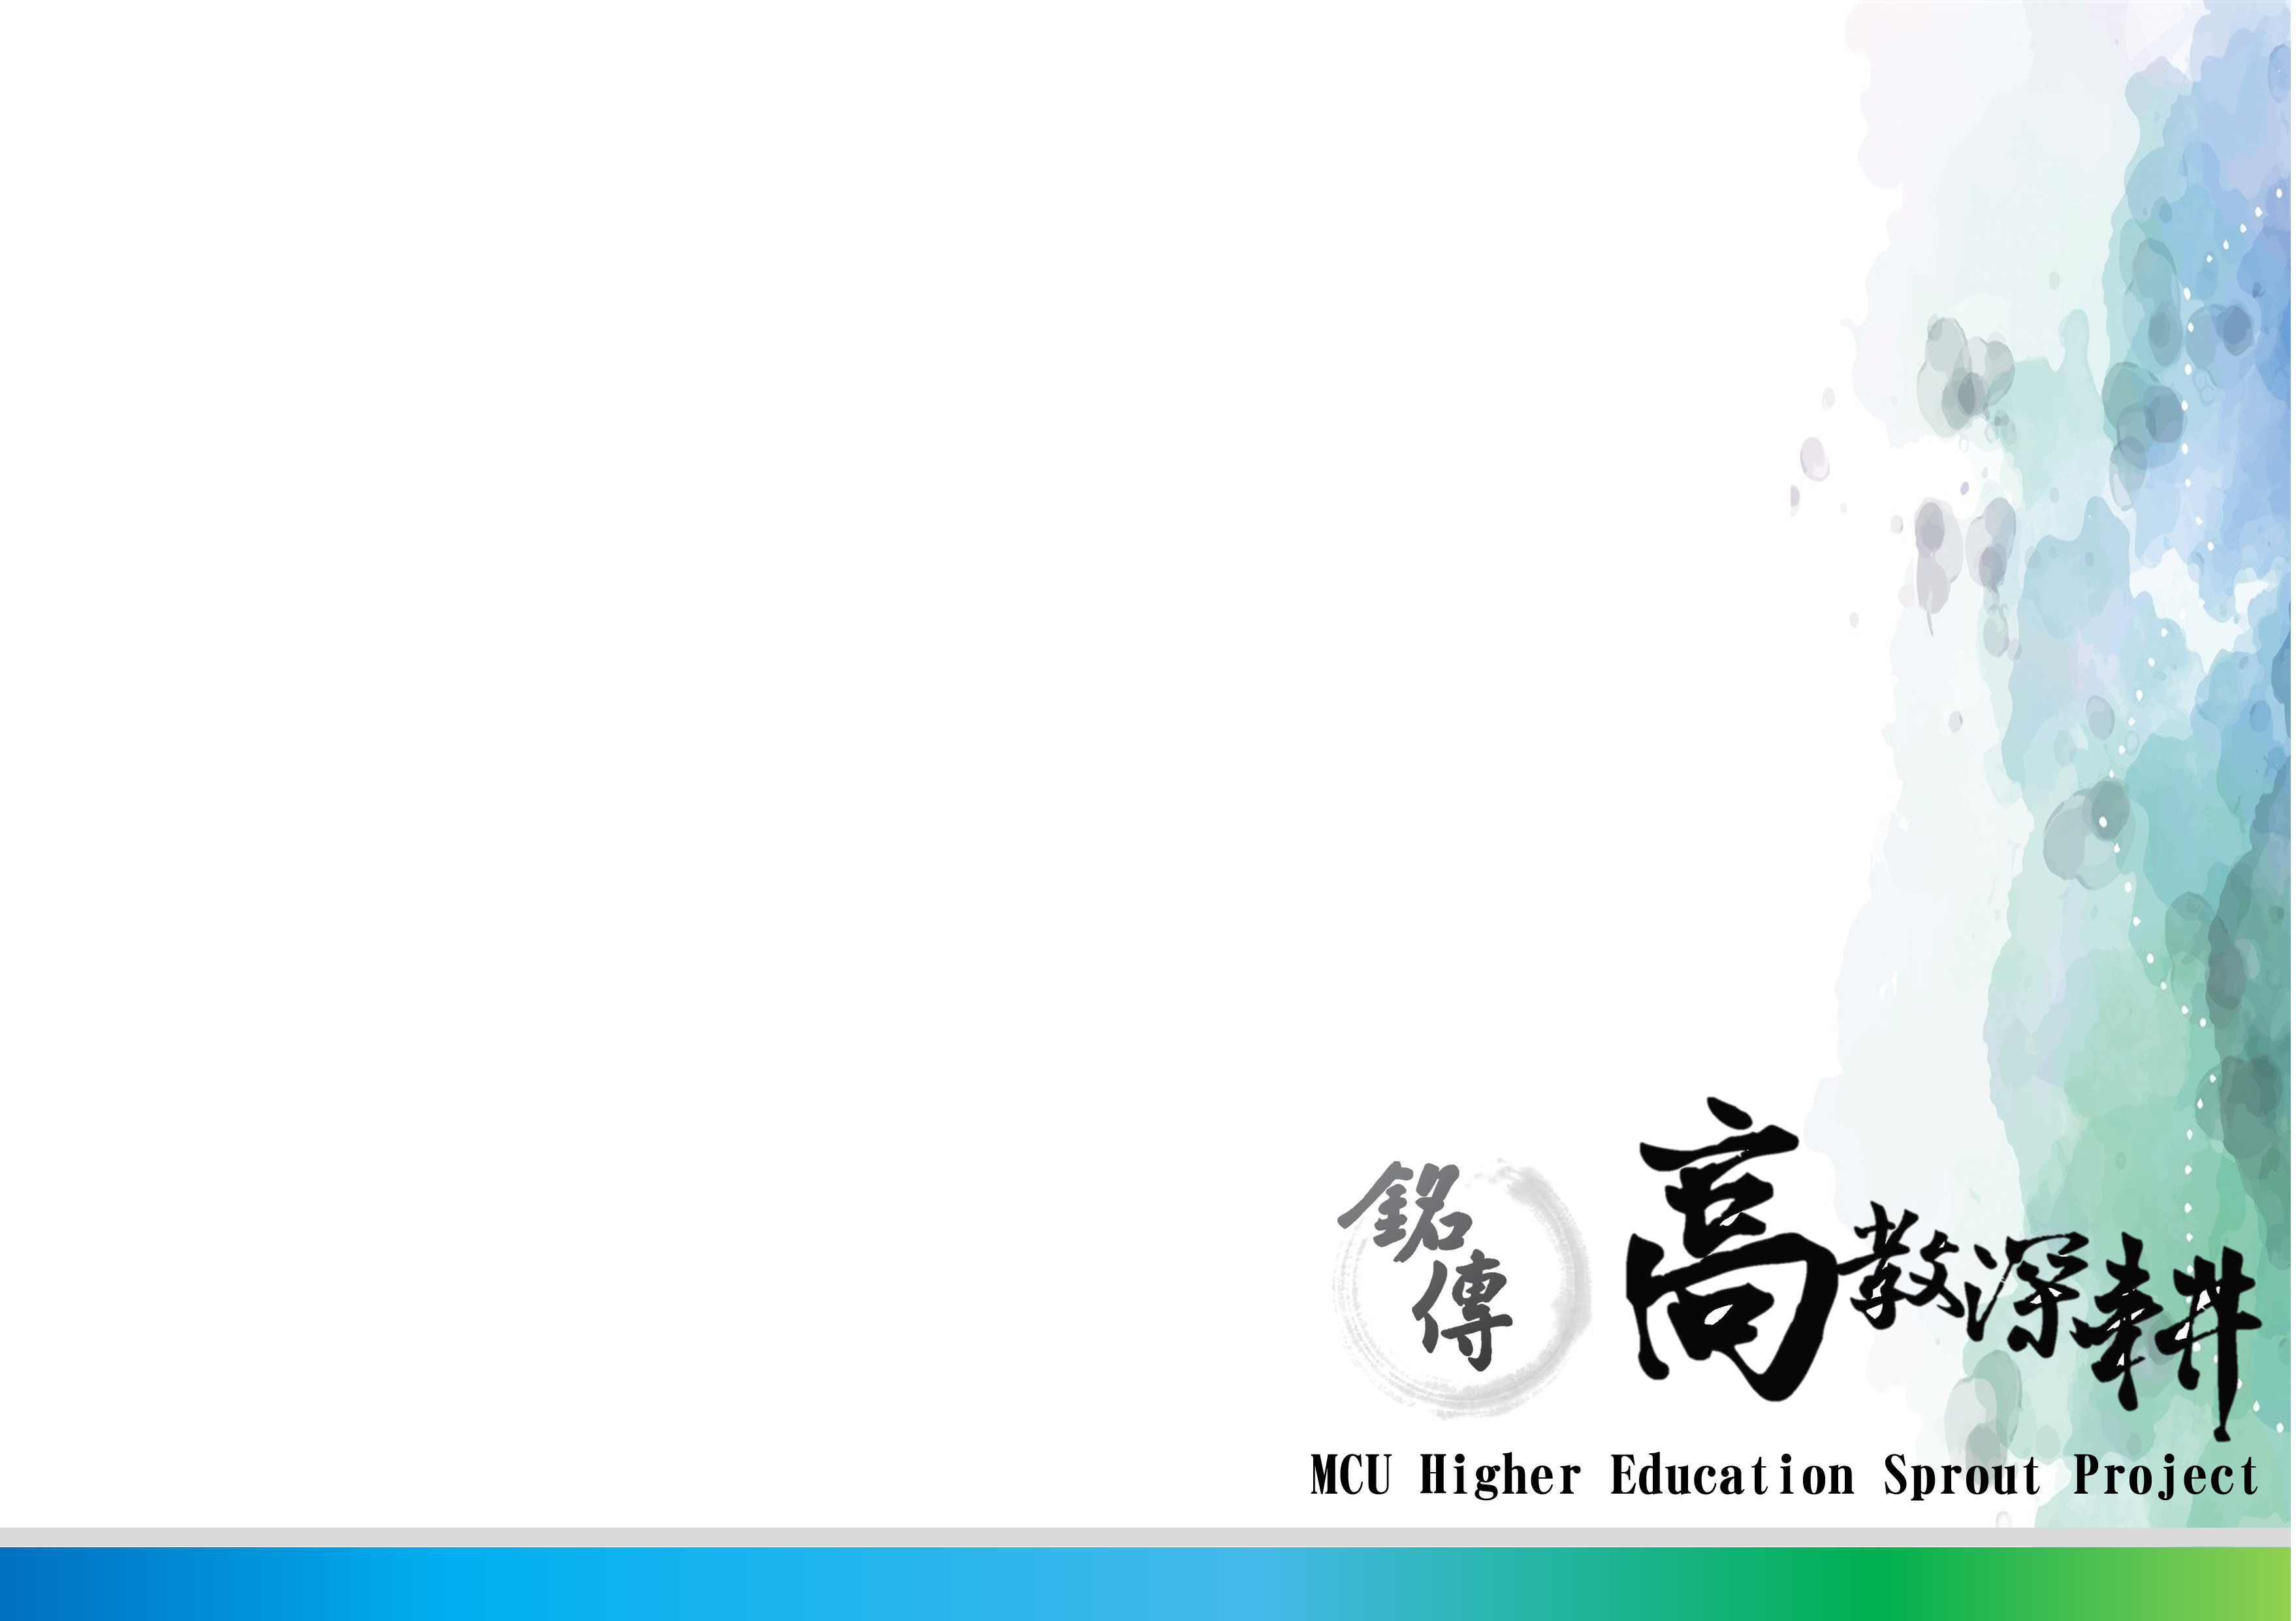 銘傳
高教深耕
MCU Higher Education Sprout Project